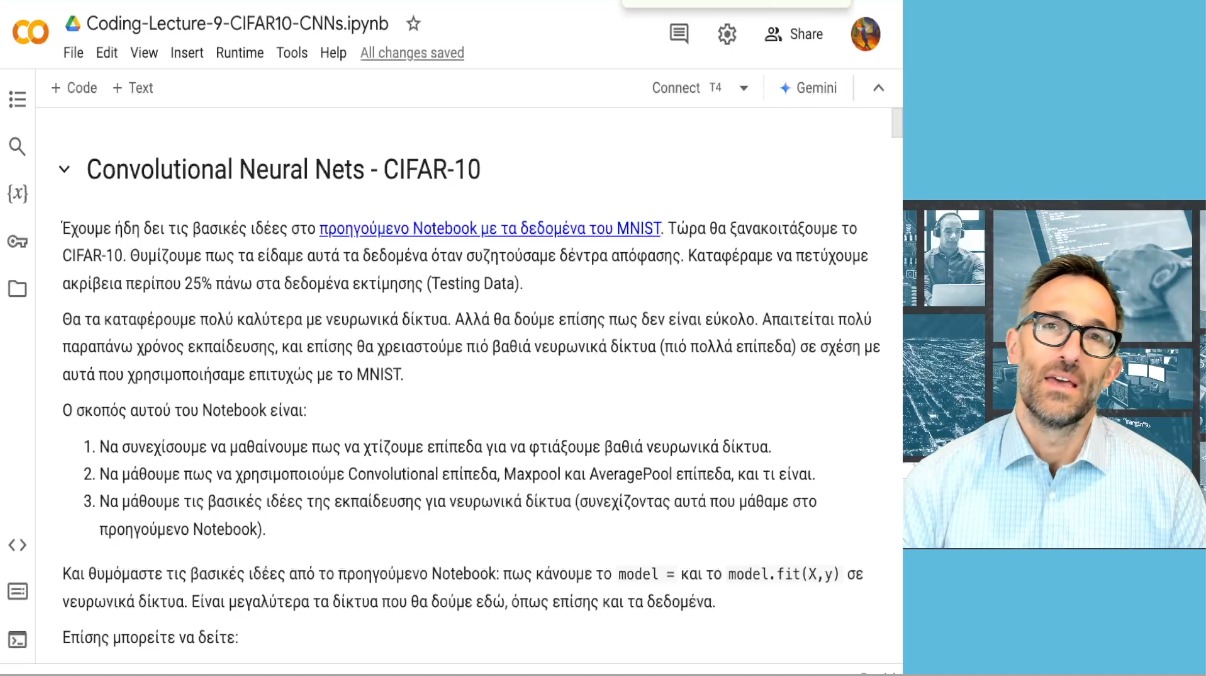 Coding-Lecture-9-CIFAR10-CNNs.ipynb
File Edit View Insert Runtime Tools Help All changes saved
Share
+ Code + Text
Connect T4
Gemini
Convolutional Neural Nets - CIFAR-10
Έχουμε ήδη δει τις βασικές ιδέες στο προηγούμενο Notebook με τα δεδομένα του MNIST. Τώρα θα ξανακοιτάξουμε το
CIFAR-10. Θυμίζουμε πως τα είδαμε αυτά τα δεδομένα όταν συζητούσαμε δέντρα απόφασης. Καταφέραμε να πετύχουμε
ακρίβεια περίπου 25% πάνω στα δεδομένα εκτίμησης (Testing Data).
Θα τα καταφέρουμε πολύ καλύτερα με νευρωνικά δίκτυα. Αλλά θα δούμε επίσης πως δεν είναι εύκολο. Απαιτείται πολύ
παραπάνω χρόνος εκπαίδευσης, και επίσης θα χρειαστούμε πιό βαθιά νευρωνικά δίκτυα (πιό πολλά επίπεδα) σε σχέση με
αυτά που χρησιμοποιήσαμε επιτυχώς με το MNIST.
Ο σκοπός αυτού του Notebook είναι:
1. Να συνεχίσουμε να μαθαίνουμε πως να χτίζουμε επίπεδα για να φτιάξουμε βαθιά νευρωνικά δίκτυα.
2. Να μάθουμε πως να χρησιμοποιούμε Convolutional επίπεδα, Maxpool και AveragePool επίπεδα, και τι είναι.
3. Να μάθουμε τις βασικές ιδέες της εκπαίδευσης για νευρωνικά δίκτυα (συνεχίζοντας αυτά που μάθαμε στο
προηγούμενο Notebook).
Και θυμόμαστε τις βασικές ιδέες από το προηγούμενο Notebook: πως κάνουμε το model = και το model.fit(X,y) σε
νευρωνικά δίκτυα. Είναι μεγαλύτερα τα δίκτυα που θα δούμε εδώ, όπως επίσης και τα δεδομένα.
Επίσης μπορείτε να δείτε: